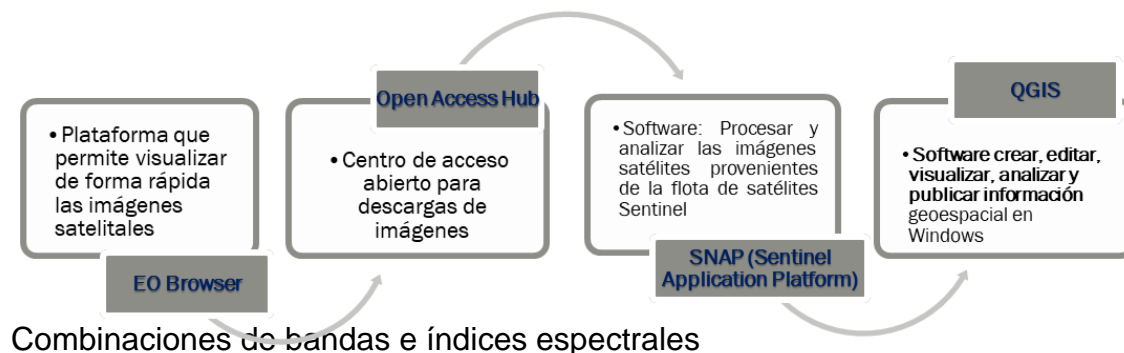 • Plataforma que
permite visualizar
de forma rápida
las imágenes
satelitales
EO Browser
Open Access Hub
• Centro de acceso
abierto para
descargas de
imágenes
• Software: Procesar y
analizar las imágenes
satélites provenientes
de la flota de satélites
Sentinel
SNAP (Sentinel
Application Platform)
QGIS
• Software crear, editar,
visualizar, analizar y
publicar información
geoespacial en
Windows
Combinaciones de bandas e índices espectrales